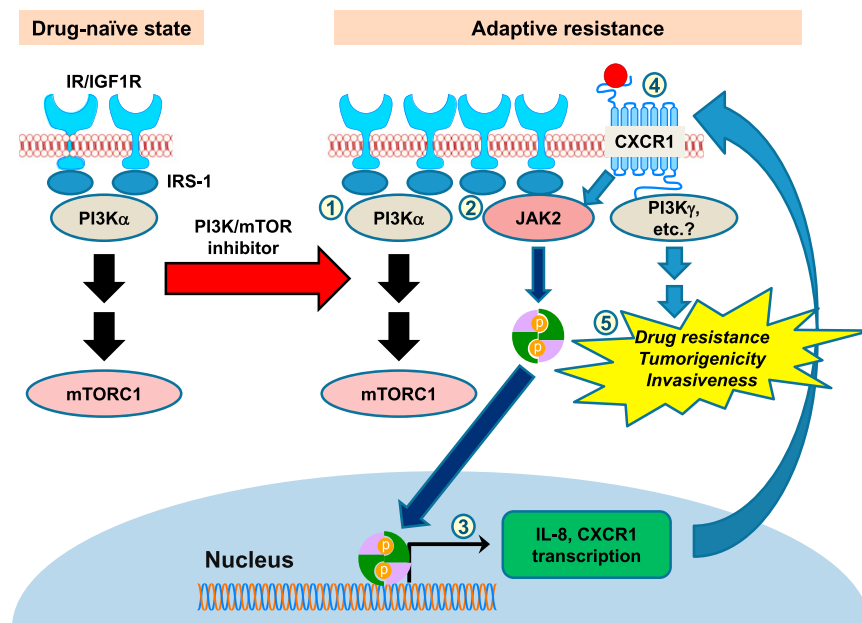 Drug-naïve state
Adaptive resistance
IR/IGF1R
4
CXCR1
IRS-1
1
2
PI3Kα
PI3Kα
JAK2
PI3Kγ,
etc.?
PI3K/mTOR
inhibitor
5
Drug resistance
Tumorigenicity
Invasiveness
p
p
mTORC1
mTORC1
3
IL-8, CXCR1
transcription
Nucleus
p
p